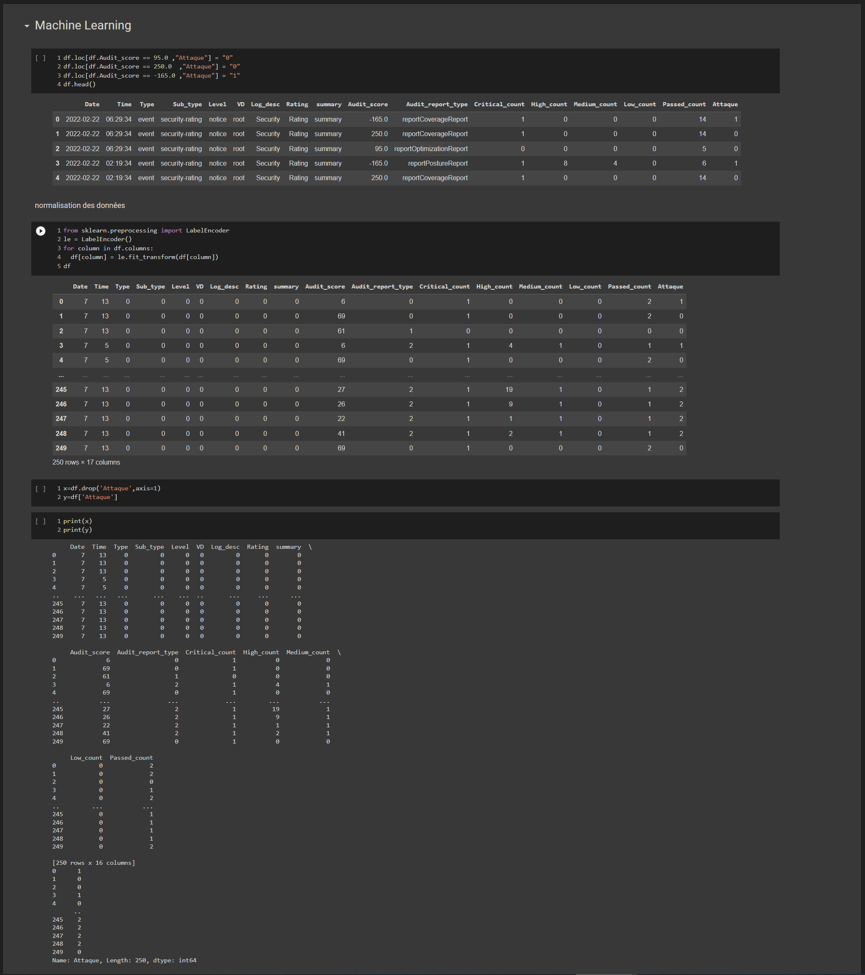 Machine Learning
[ ] 1 df.loc[df.Audit_score == 95.0 ,"Attaque"] = "0"
2 df.loc[df.Audit_score == 250.0  ,"Attaque"] = "0"
3 df.loc[df.Audit_score == -165.0 ,"Attaque"] = "1"
4 df.head()
Date Time Type Sub_type Level VD Log_desc Rating summary Audit_score Audit_report_type Critical_count High_count Medium_count Low_count Passed_count Attaque
0 2022-02-22 06:29:34 event security-rating notice root Security Rating summary -165.0 reportCoverageReport 1 0 0 0 14 1
1 2022-02-22 06:29:34 event security-rating notice root Security Rating summary 250.0 reportCoverageReport 1 0 0 0 14 0
2 2022-02-22 06:29:34 event security-rating notice root Security Rating summary 95.0 reportOptimizationReport 0 0 0 0 5 0
3 2022-02-22 02:19:34 event security-rating notice root Security Rating summary -165.0 reportPostureReport 1 8 4 0 6 1
4 2022-02-22 02:19:34 event security-rating notice root Security Rating summary 250.0 reportCoverageReport 1 0 0 0 14 0
normalisation des données
1 from sklearn.preprocessing import LabelEncoder
2 le = LabelEncoder()
3 for column in df.columns:
4   df[column] = le.fit_transform(df[column])
5 df
Date Time Type Sub_type Level VD Log_desc Rating summary Audit_score Audit_report_type Critical_count High_count Medium_count Low_count Passed_count Attaque
0 7 13 0 0 0 0 0 0 0 6 0 1 0 0 0 2 1
1 7 13 0 0 0 0 0 0 0 69 0 1 0 0 0 2 0
2 7 13 0 0 0 0 0 0 0 61 1 0 0 0 0 0 0
3 7 5 0 0 0 0 0 0 0 6 2 1 4 1 0 1 1
4 7 5 0 0 0 0 0 0 0 69 0 1 0 0 0 2 0
... ... ... ... ... ... ... ... ... ... ... ... ... ... ... ... ... ...
245 7 13 0 0 0 0 0 0 0 27 2 1 19 1 0 1 2
246 7 13 0 0 0 0 0 0 0 26 2 1 9 1 0 1 2
247 7 13 0 0 0 0 0 0 0 22 2 1 1 1 0 1 2
248 7 13 0 0 0 0 0 0 0 41 2 1 2 1 0 1 2
249 7 13 0 0 0 0 0 0 0 69 0 1 0 0 0 2 0
250 rows × 17 columns
[ ] 1 x=df.drop('Attaque',axis=1)
2 y=df['Attaque']
[ ] 1 print(x)
2 print(y)
Date Time Type Sub_type Level VD Log_desc Rating summary \
0 7 13 0 0 0 0 0 0 0
1 7 13 0 0 0 0 0 0 0
2 7 13 0 0 0 0 0 0 0
3 7 5 0 0 0 0 0 0 0
4 7 5 0 0 0 0 0 0 0
.. ... ... ... ... ... .. ... ... ...
245 7 13 0 0 0 0 0 0 0
246 7 13 0 0 0 0 0 0 0
247 7 13 0 0 0 0 0 0 0
248 7 13 0 0 0 0 0 0 0
249 7 13 0 0 0 0 0 0 0
Audit_score Audit_report_type Critical_count High_count Medium_count \
0 6 0 1 0 0
1 69 0 1 0 0
2 61 1 0 0 0
3 6 2 1 4 1
4 69 0 1 0 0
.. ... ... ... ... ...
245 27 2 1 19 1
246 26 2 1 9 1
247 22 2 1 1 1
248 41 2 1 2 1
249 69 0 1 0 0
Low_count Passed_count
0 0 2
1 0 2
2 0 0
3 0 1
4 0 2
.. ... ...
245 0 1
246 0 1
247 0 1
248 0 1
249 0 2
[250 rows x 16 columns]
0 1
1 0
2 0
3 1
4 0
..
245 2
246 2
247 2
248 2
249 0
Name: Attaque, Length: 250, dtype: int64